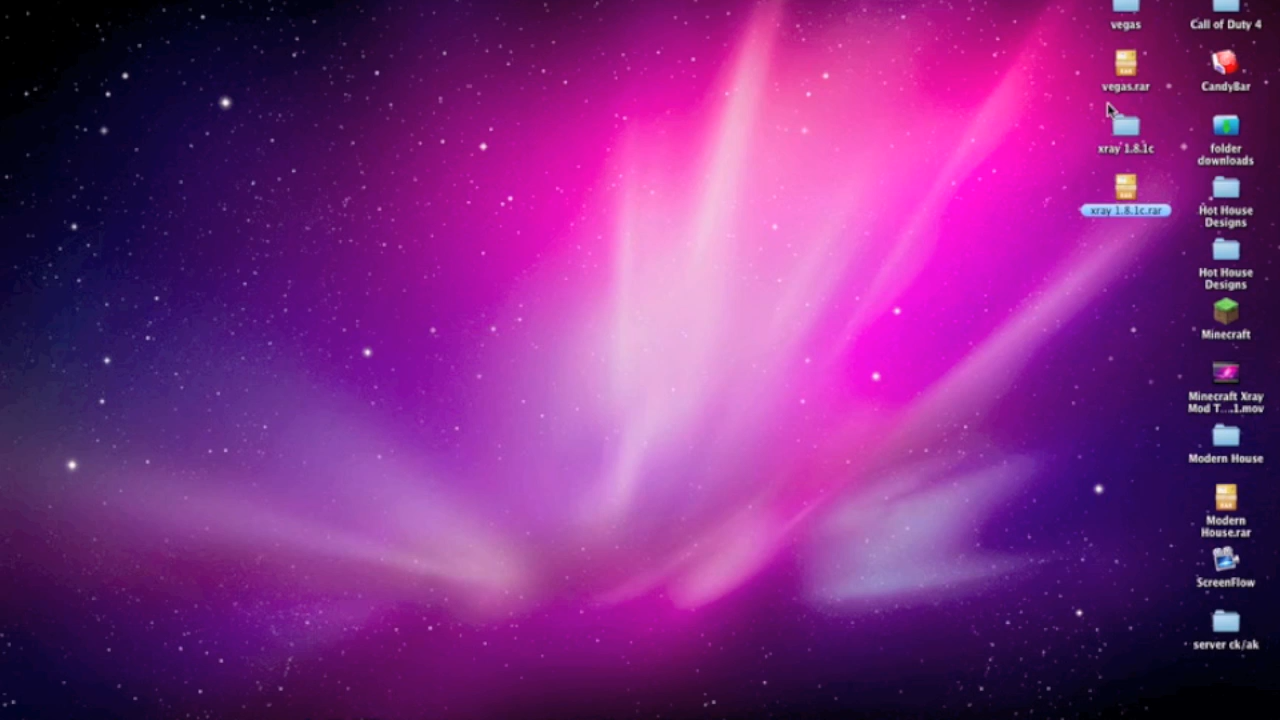 vegas
vegas.rar
xray 1.8.1c
xray 1.8.1c.rar
Call of Duty 4
CandyBar
folder
downloads
Hot House
Designs
Hot House
Designs
Minecraft
Minecraft Xray
Mod T....1.mov
Modern House
Modern
House.rar
ScreenFlow
server ck/ak